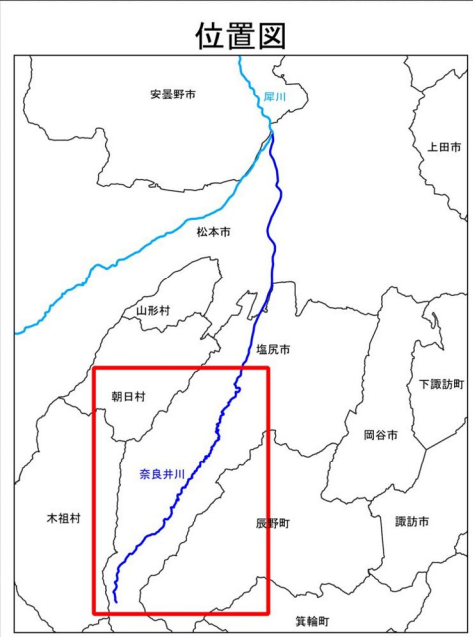 位置図
安曇野市
犀川
上田市
松本市
山形村
塩尻市
朝日村
下諏訪町
岡谷市
奈良井川
木祖村
辰野町
諏訪市
箕輪町